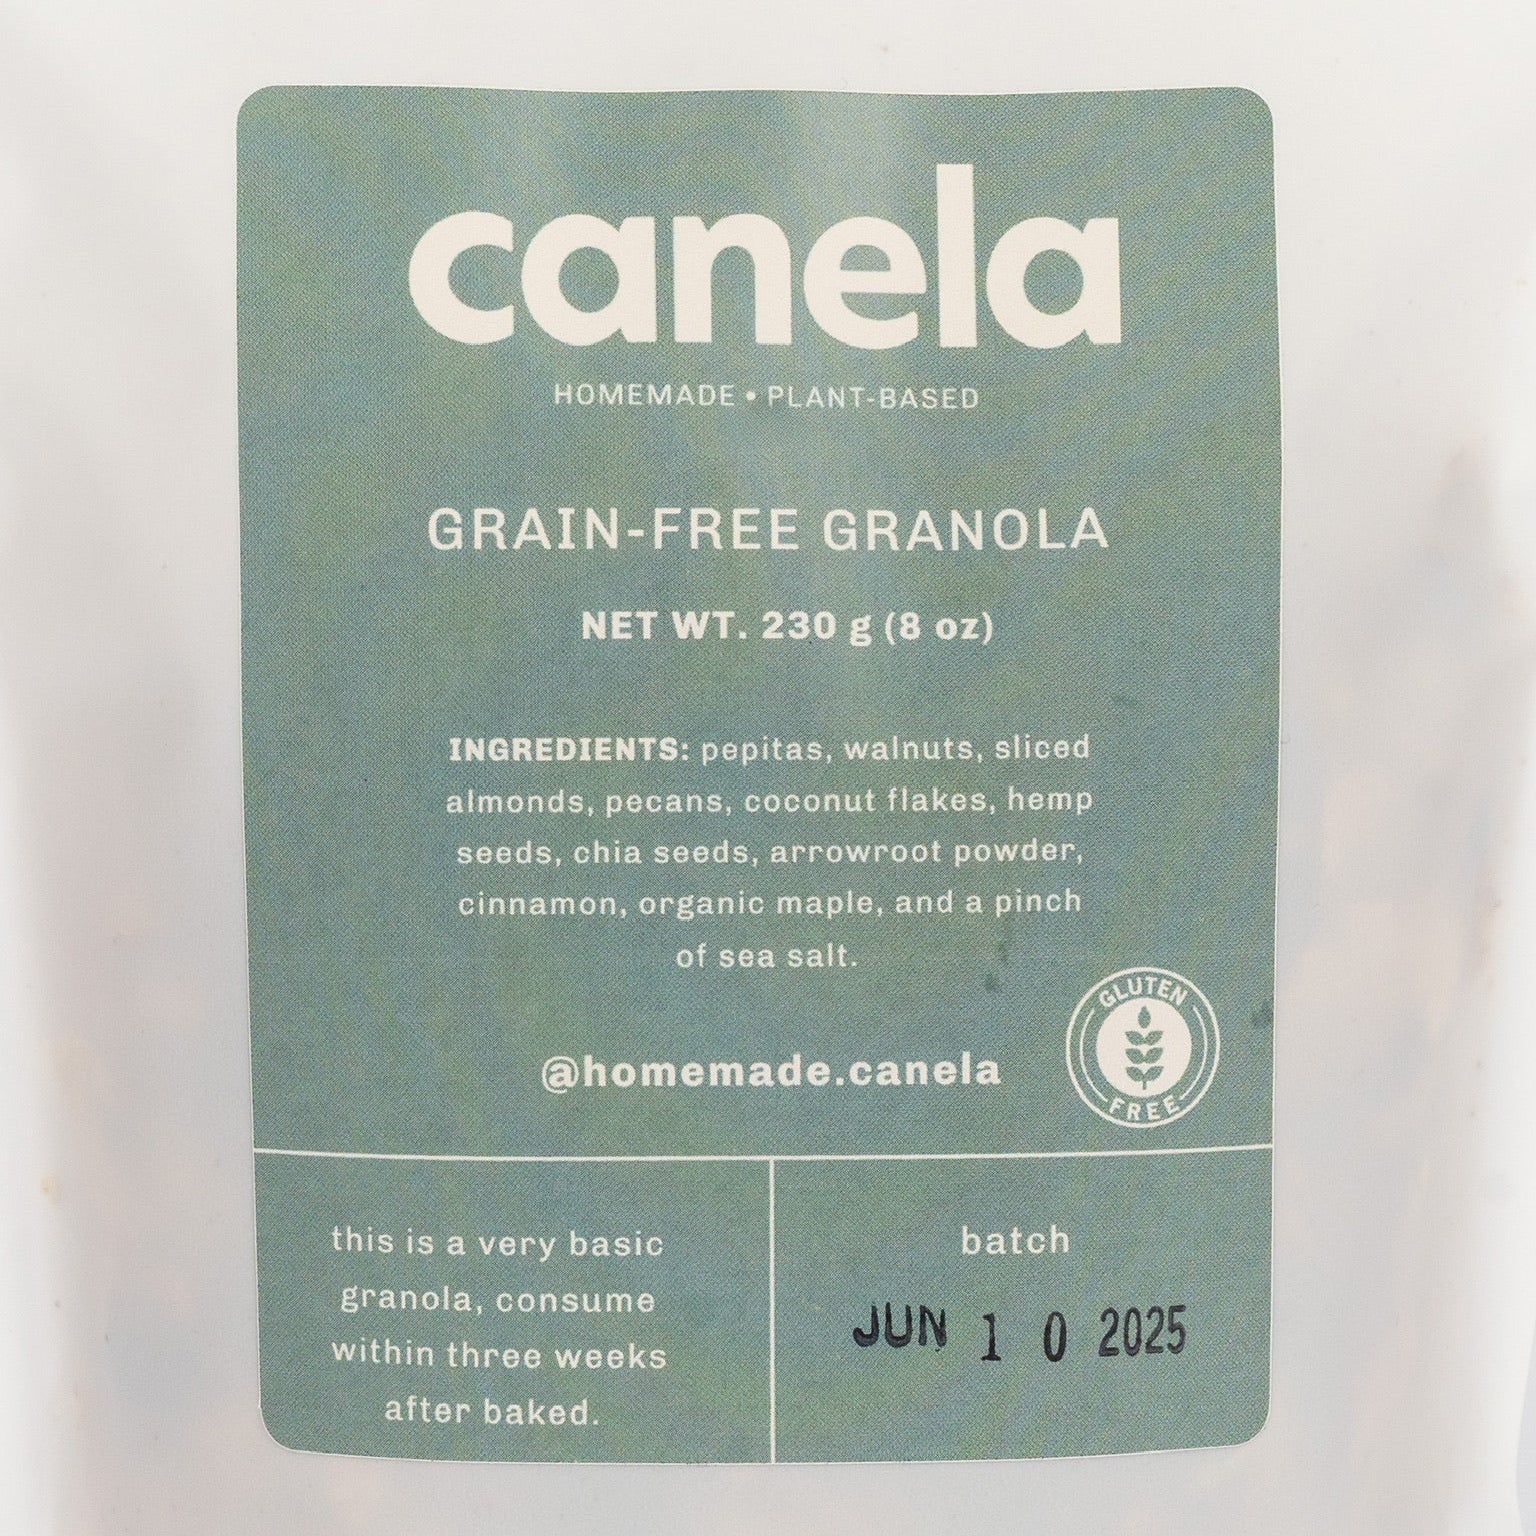 canela
HOMEMADE • PLANT-BASED
GRAIN-FREE GRANOLA
NET WT. 230 g (8 oz)
INGREDIENTS: pepitas, walnuts, sliced
almonds, pecans, coconut flakes, hemp
seeds, chia seeds, arrowroot powder,
cinnamon, organic maple, and a pinch
of sea salt.
GLUTEN
FREE
@homemade.canela
this is a very basic
granola, consume
within three weeks
after baked.
batch
JUN 1 0 2025